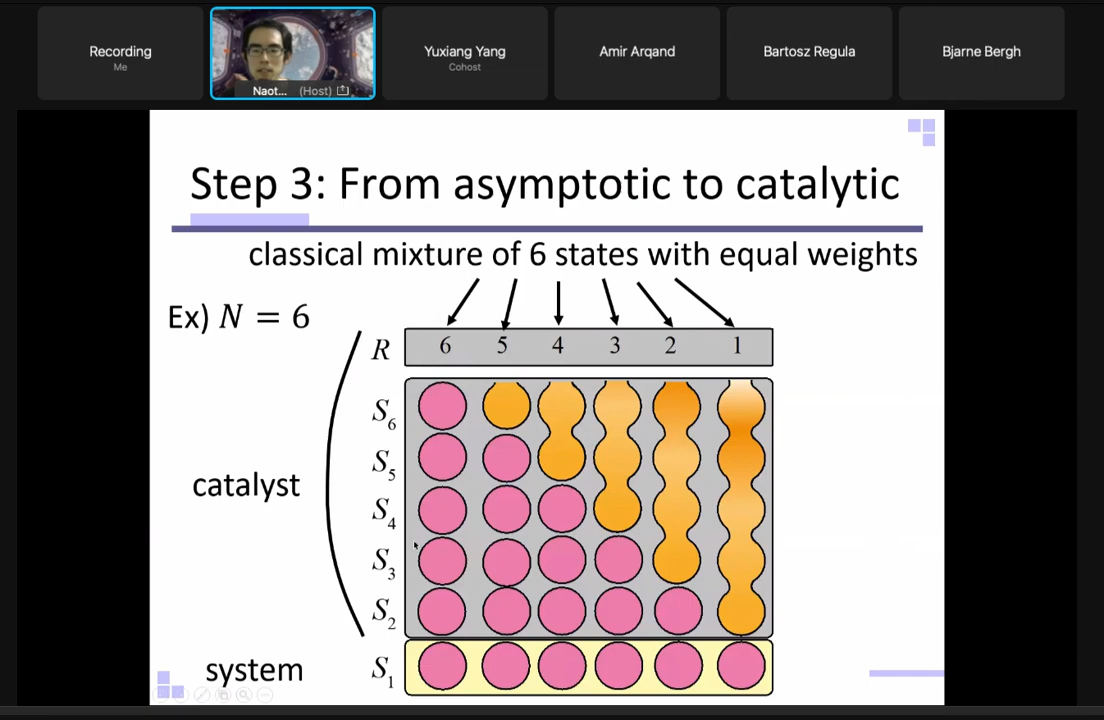 Recording
Me
Naot... (Host)
Yuxiang Yang
Cohost
Amir Arqand
Bartosz Regula
Bjarne Bergh
Step 3: From asymptotic to catalytic
classical mixture of 6 states with equal weights
Ex) N = 6
R 6 5 4 3 2 1
S₆
S₅
catalyst
S₄
S₃
S₂
system S₁